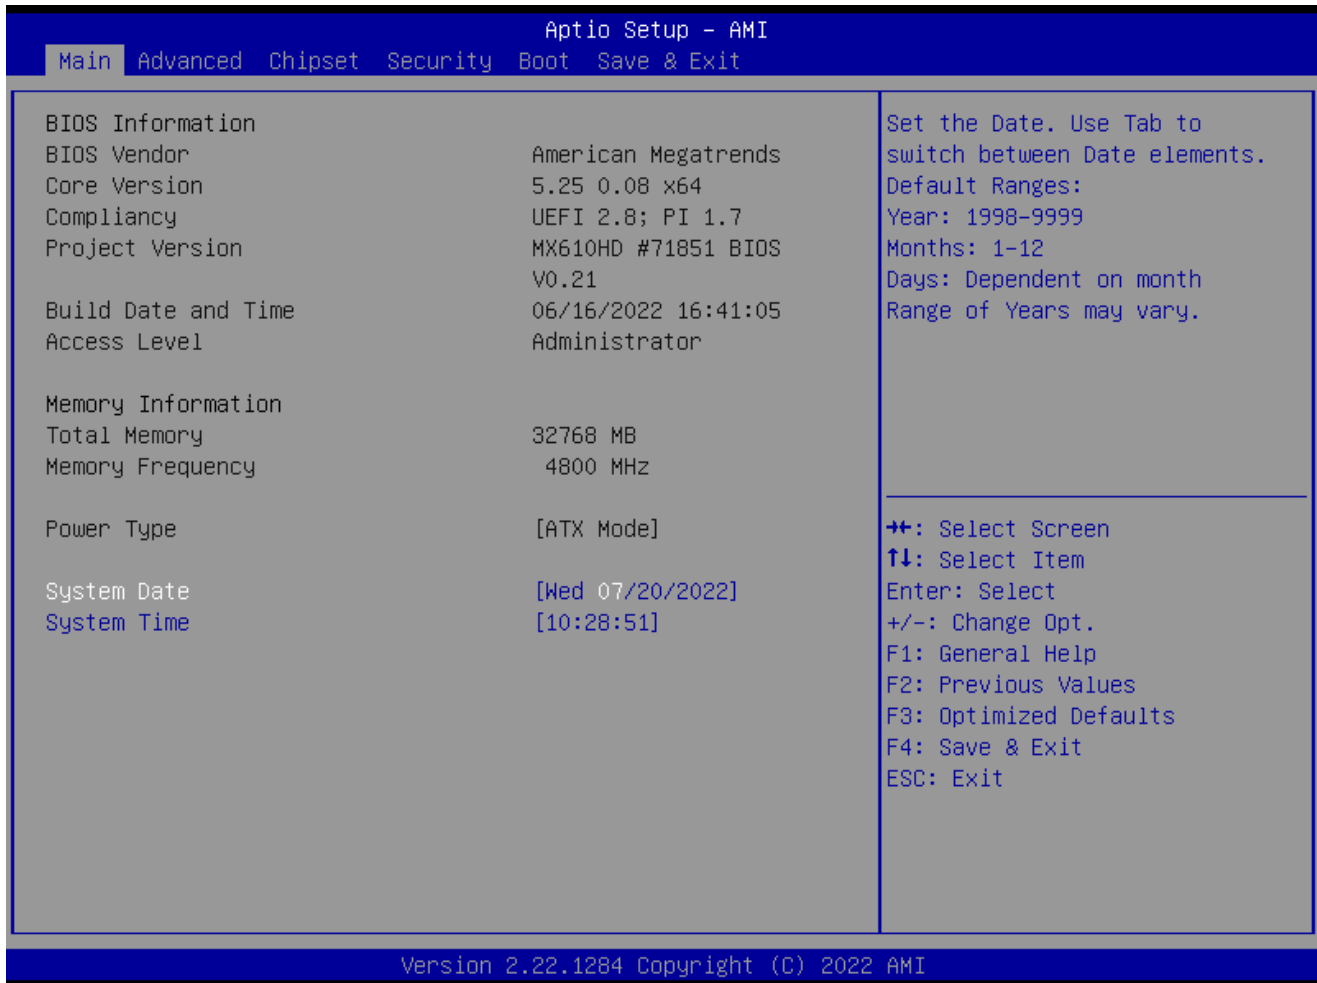 Aptio Setup – AMI
Main Advanced Chipset Security Boot Save & Exit
BIOS Information
BIOS Vendor American Megatrends
Core Version 5.25 0.08 x64
Compliancy UEFI 2.8; PI 1.7
Project Version MX610HD #71851 BIOS
V0.21
Build Date and Time 06/16/2022 16:41:05
Access Level Administrator
Memory Information
Total Memory 32768 MB
Memory Frequency 4800 MHz
Power Type [ATX Mode]
System Date [Wed 07/20/2022]
System Time [10:28:51]
Set the Date. Use Tab to
switch between Date elements.
Default Ranges:
Year: 1998–9999
Months: 1–12
Days: Dependent on month
Range of Years may vary.
→←: Select Screen
↑↓: Select Item
Enter: Select
+/–: Change Opt.
F1: General Help
F2: Previous Values
F3: Optimized Defaults
F4: Save & Exit
ESC: Exit
Version 2.22.1284 Copyright (C) 2022 AMI